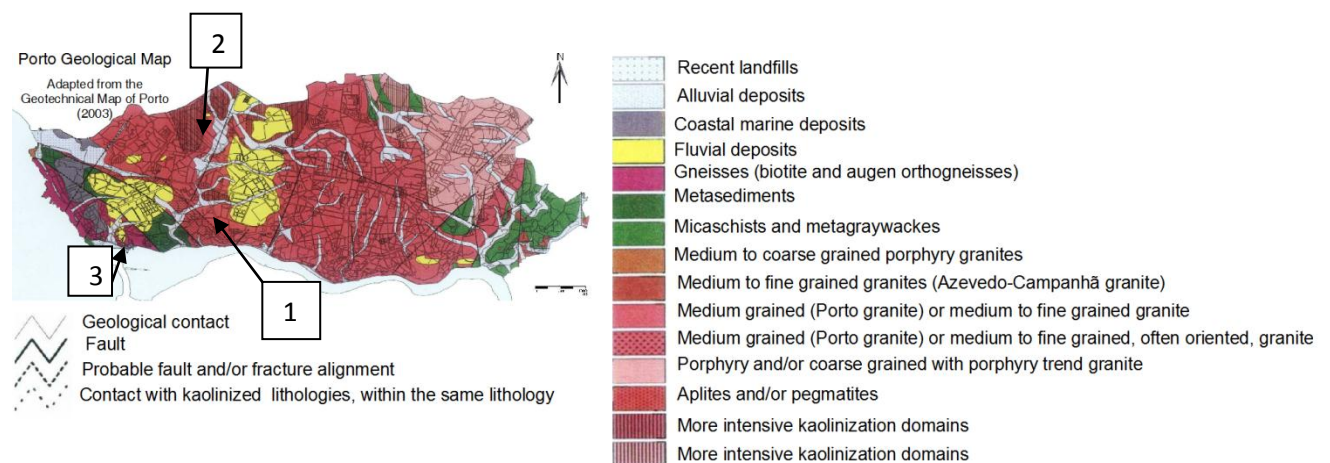 2
Porto Geological Map
Adapted from the
Geotechnical Map of Porto
(2003)
N
3
1
Geological contact
Fault
Probable fault and/or fracture alignment
Contact with kaolinized lithologies, within the same lithology
Recent landfills
Alluvial deposits
Coastal marine deposits
Fluvial deposits
Gneisses (biotite and augen orthogneisses)
Metasediments
Micaschists and metagraywackes
Medium to coarse grained porphyry granites
Medium to fine grained granites (Azevedo-Campanhã granite)
Medium grained (Porto granite) or medium to fine grained granite
Medium grained (Porto granite) or medium to fine grained, often oriented, granite
Porphyry and/or coarse grained with porphyry trend granite
Aplites and/or pegmatites
More intensive kaolinization domains
More intensive kaolinization domains